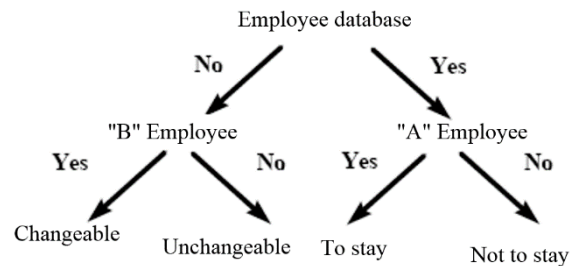 Employee database
No
Yes
"B" Employee
"A" Employee
Yes
No
Yes
No
Changeable
Unchangeable
To stay
Not to stay